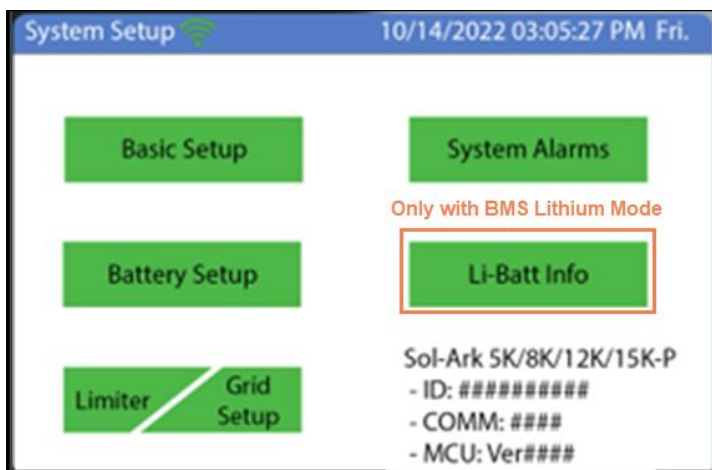 System Setup
10/14/2022 03:05:27 PM Fri.
Basic Setup
System Alarms
Only with BMS Lithium Mode
Battery Setup
Li-Batt Info
Limiter
Grid
Setup
Sol-Ark 5K/8K/12K/15K-P
- ID: ##########
- COMM: ####
- MCU: Ver####